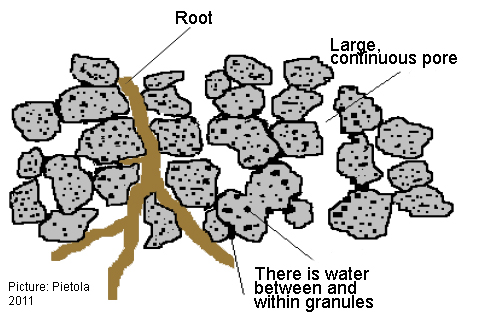 Root
Large,
continuous pore
There is water
between and
within granules
Picture: Pietola
2011